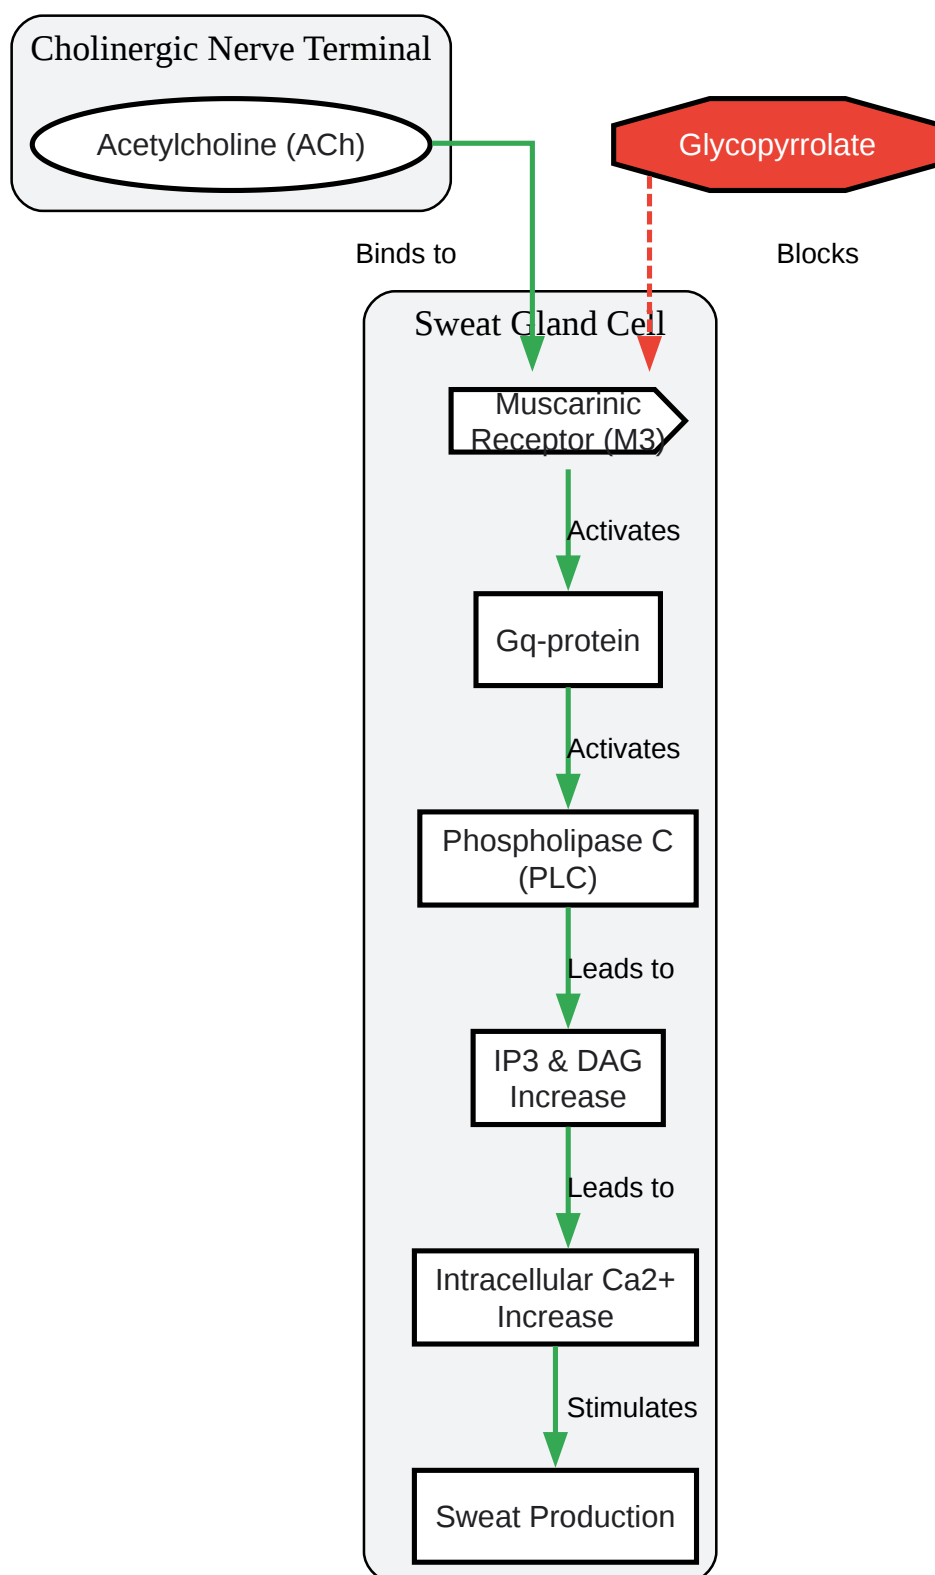 Cholinergic Nerve Terminal
Acetylcholine (ACh)
Glycopyrrolate
Binds to
Blocks
Sweat Gland Cell
Muscarinic
Receptor (M3)
Activates
Gq-protein
Activates
Phospholipase C
(PLC)
Leads to
IP3 & DAG
Increase
Leads to
Intracellular Ca2+
Increase
Stimulates
Sweat Production